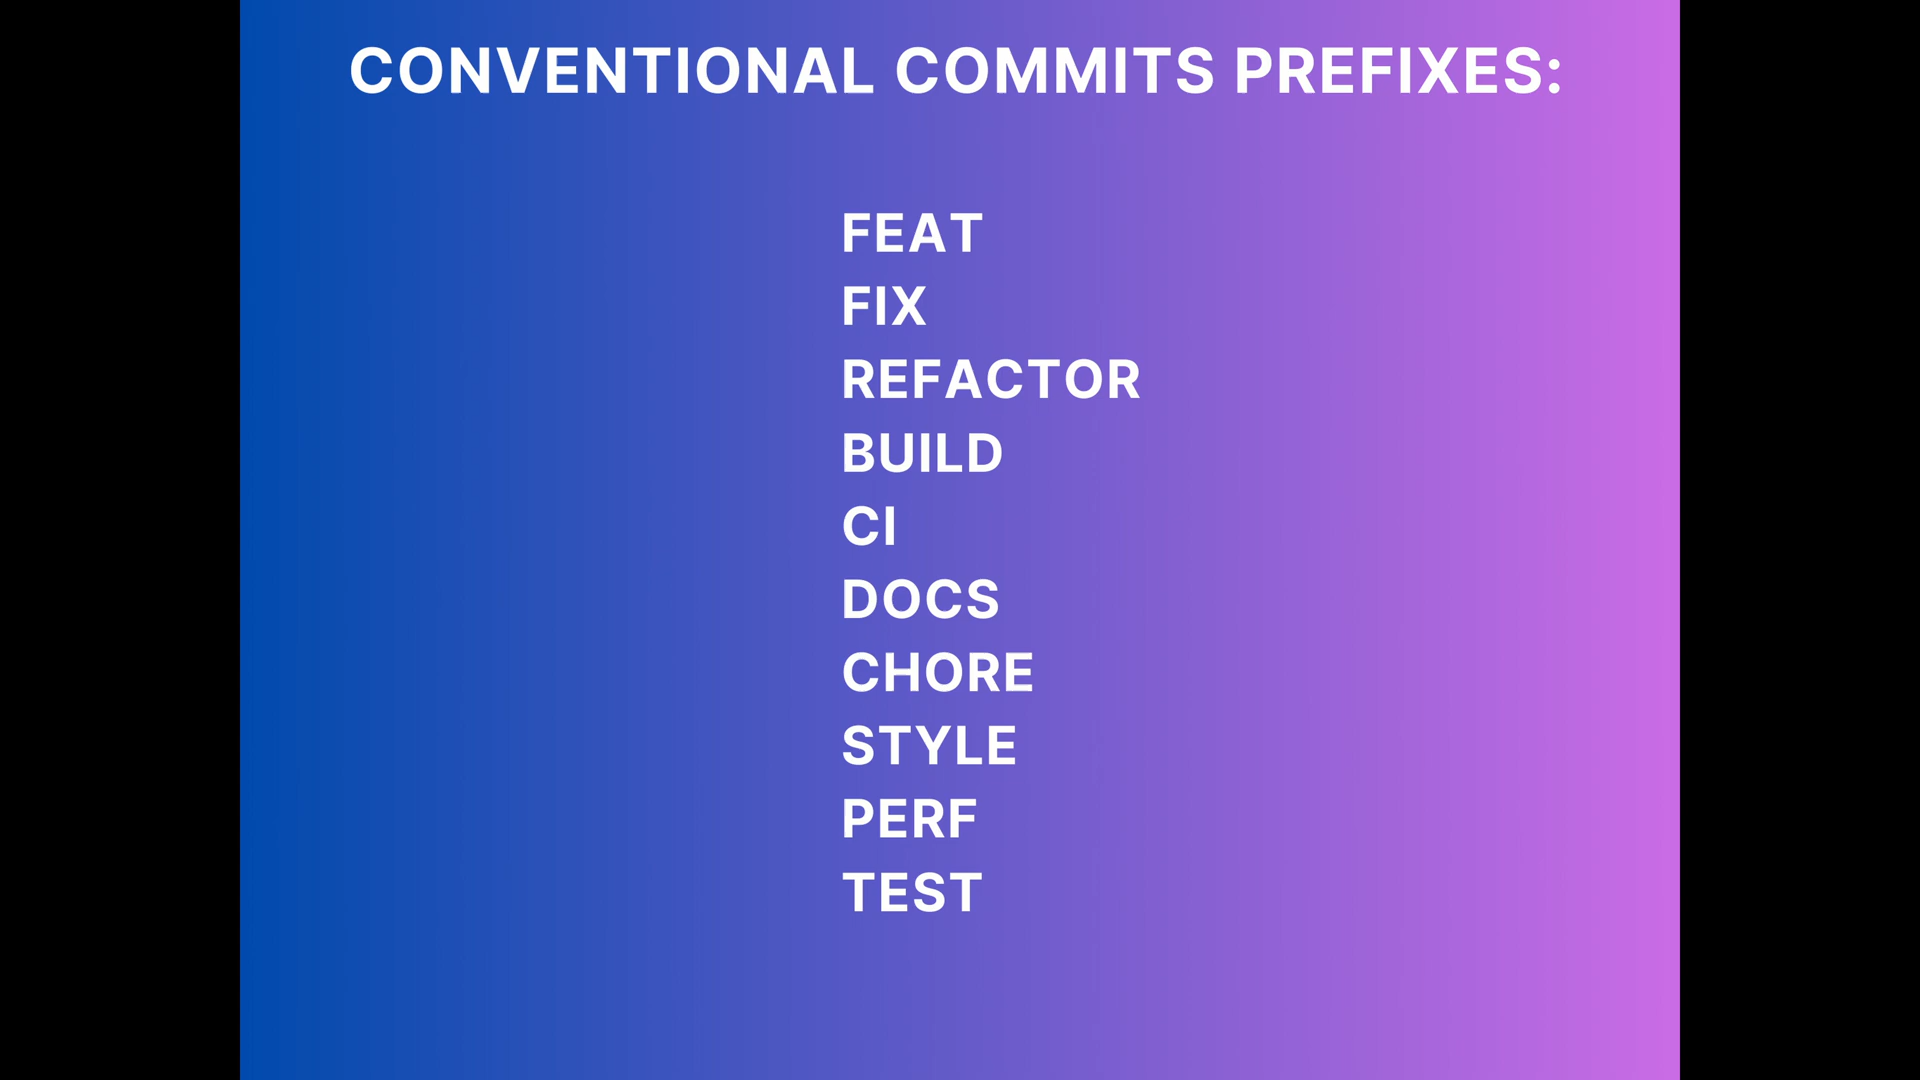 CONVENTIONAL COMMITS PREFIXES:
FEAT
FIX
REFACTOR
BUILD
CI
DOCS
CHORE
STYLE
PERF
TEST